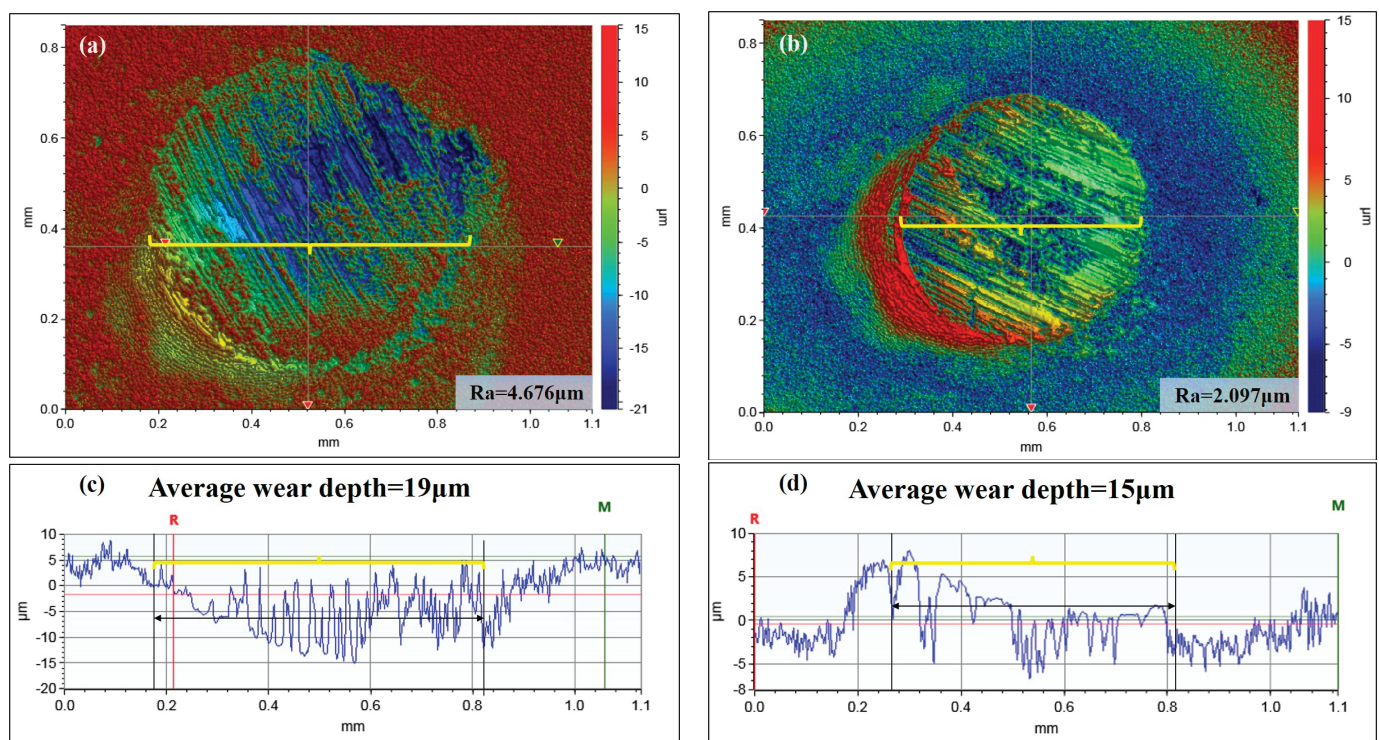 (a)
0.8
0.6
0.4
0.2
0.0
mm
0.0 0.2 0.4 0.6 0.8 1.0 1.1
mm
Ra=4.676μm
15
10
5
0
-5
-10
-15
-21
μm
(b)
0.8
0.6
0.4
0.2
0.0
mm
0.0 0.2 0.4 0.6 0.8 1.0 1.1
mm
Ra=2.097μm
15
10
5
0
-5
-9
μm
(c) Average wear depth=19μm
R
M
10
5
0
-5
-10
-15
-20
μm
0.0 0.2 0.4 0.6 0.8 1.0 1.1
mm
(d) Average wear depth=15μm
R
M
10
5
0
-5
-8
μm
0.0 0.2 0.4 0.6 0.8 1.0 1.1
mm